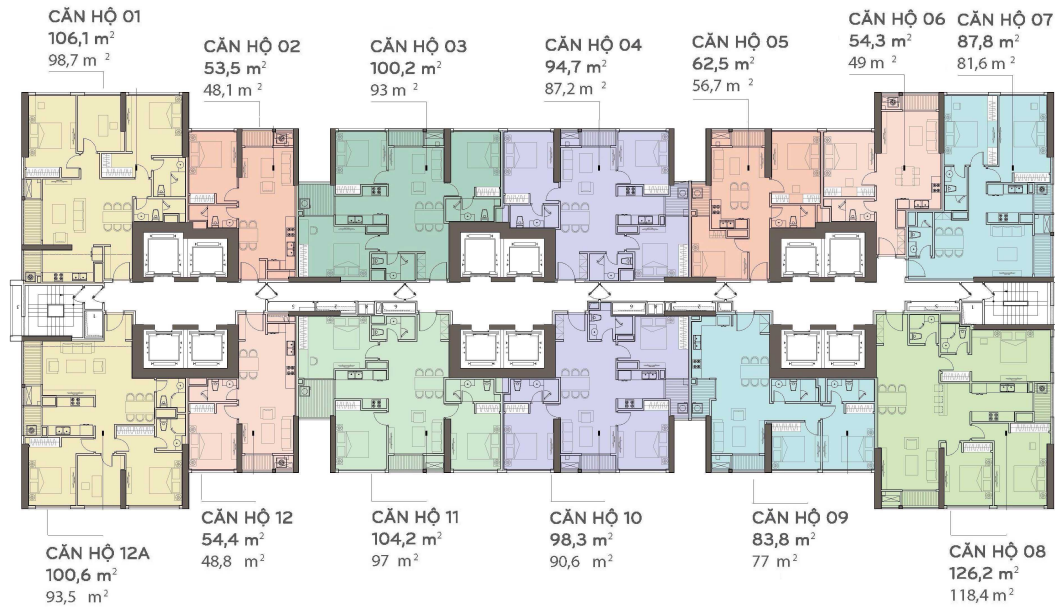 CĂN HỘ 01
106,1 m²
98,7 m²
CĂN HỘ 02
53,5 m²
48,1 m²
CĂN HỘ 03
100,2 m²
93 m²
CĂN HỘ 04
94,7 m²
87,2 m²
CĂN HỘ 05
62,5 m²
56,7 m²
CĂN HỘ 06
54,3 m²
49 m²
CĂN HỘ 07
87,8 m²
81,6 m²
CĂN HỘ 12A
100,6 m²
93,5 m²
CĂN HỘ 12
54,4 m²
48,8 m²
CĂN HỘ 11
104,2 m²
97 m²
CĂN HỘ 10
98,3 m²
90,6 m²
CĂN HỘ 09
83,8 m²
77 m²
CĂN HỘ 08
126,2 m²
118,4 m²